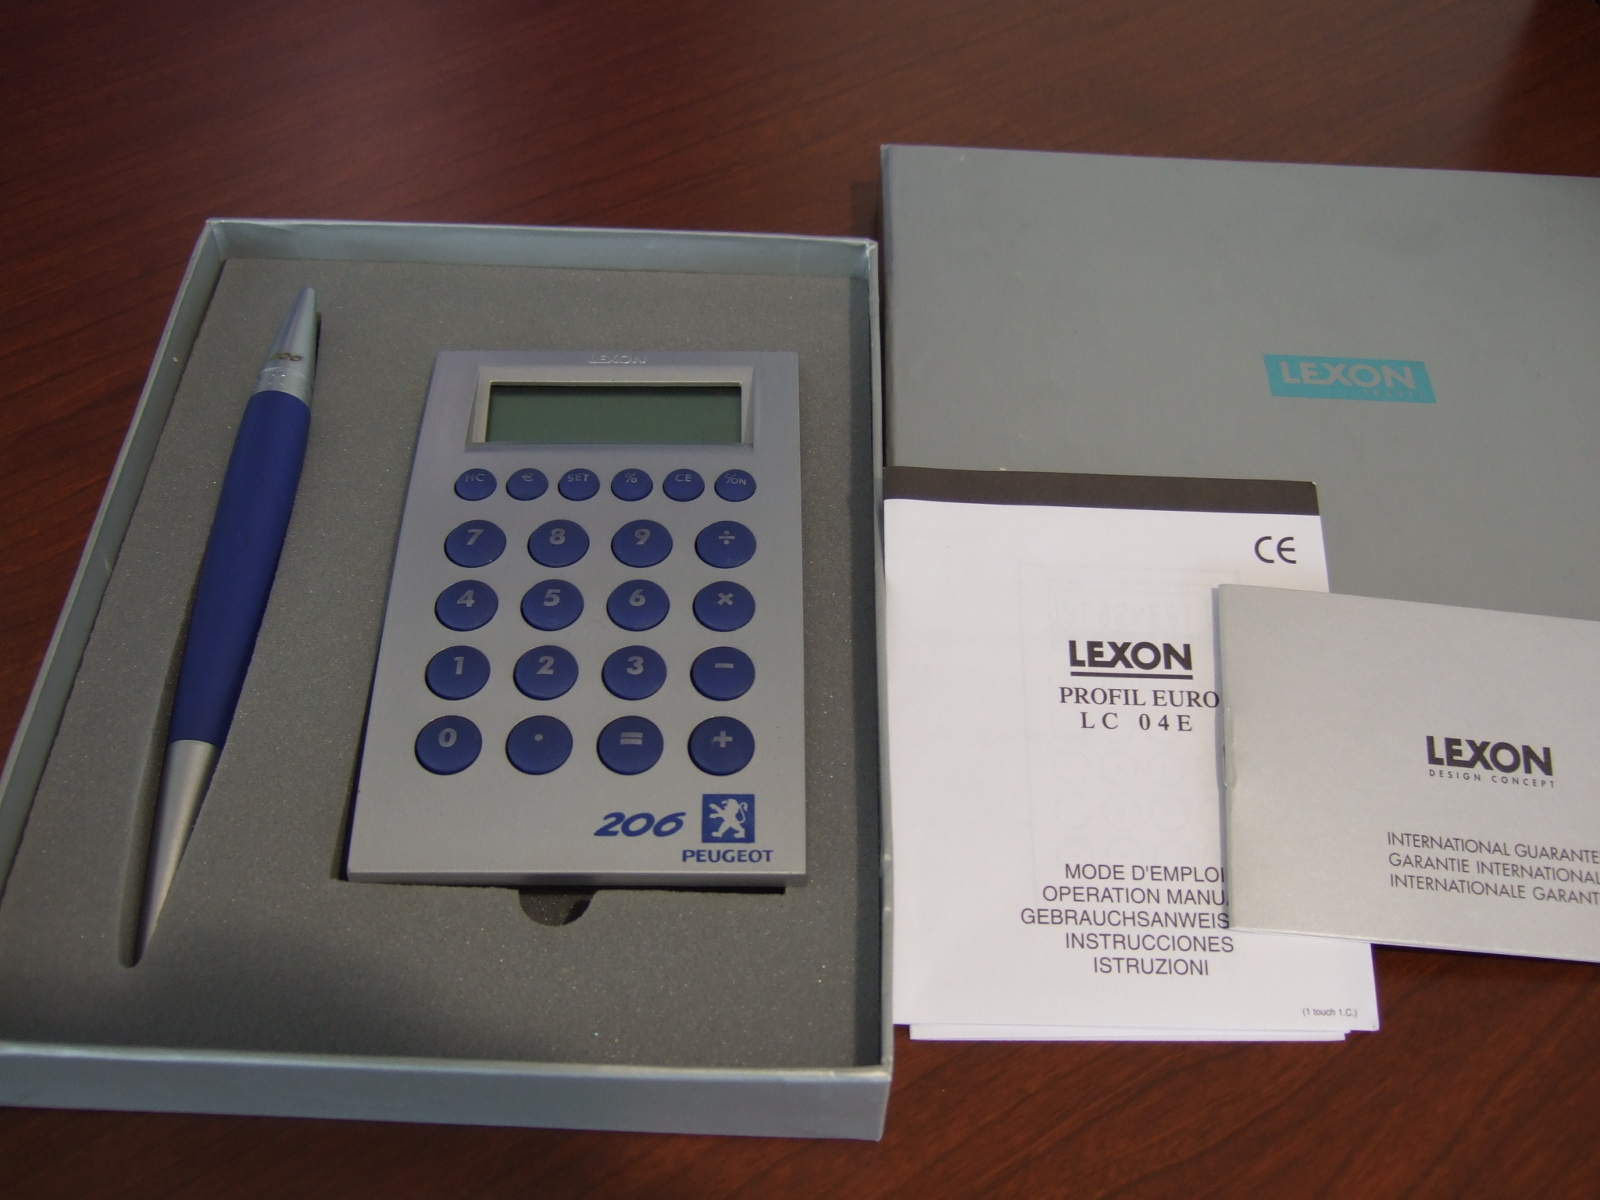 206
LEXON
HC € SET % CE %ON
7 8 9 ÷
4 5 6 ×
1 2 3 −
0 . = +
206
PEUGEOT
LEXON
CE
LEXON
PROFIL EURO
LC 04E
MODE D'EMPLOI
OPERATION MANU
GEBRAUCHSANWEIS
INSTRUCCIONES
ISTRUZIONI
(1 touch 1.C.)
LEXON
DESIGN CONCEPT
INTERNATIONAL GUARANTE
GARANTIE INTERNATIONAL
INTERNATIONALE GARANT